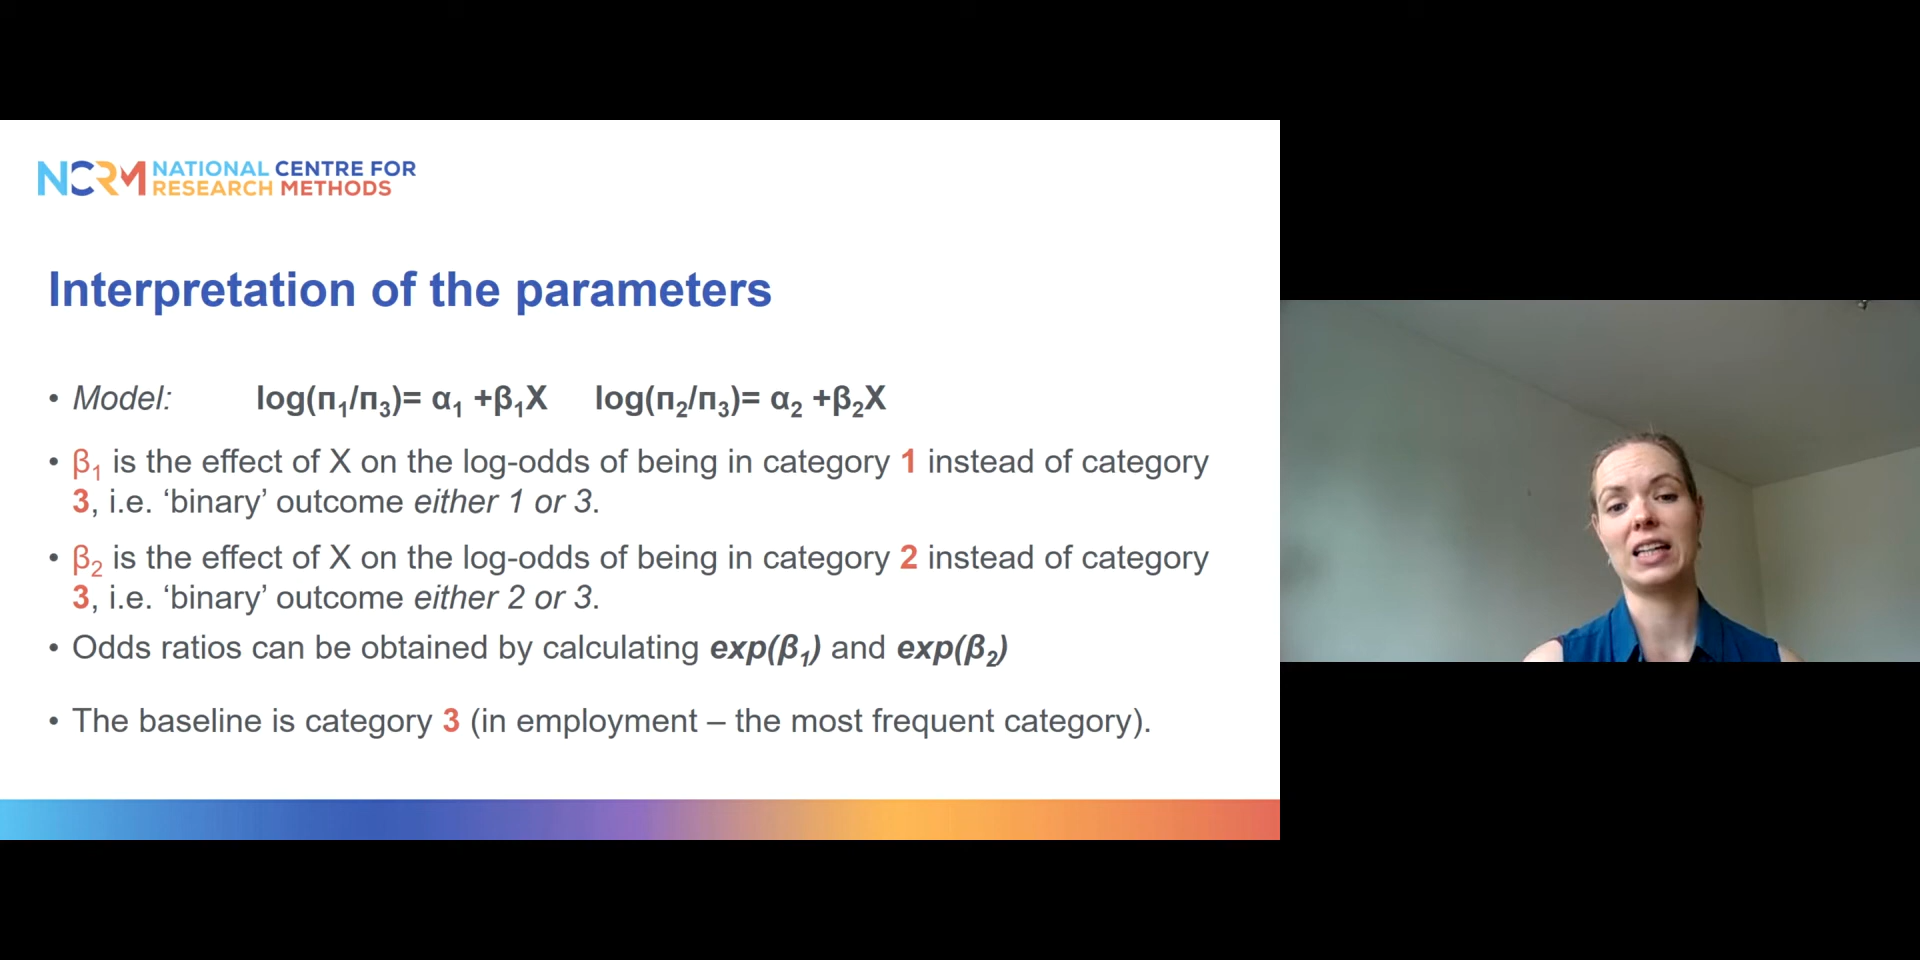 NCRM NATIONAL CENTRE FOR
RESEARCH METHODS
Interpretation of the parameters
• Model: log(π₁/π₃)= α₁ +β₁X log(π₂/π₃)= α₂ +β₂X
• β₁ is the effect of X on the log-odds of being in category 1 instead of category
3, i.e. ‘binary’ outcome either 1 or 3.
• β₂ is the effect of X on the log-odds of being in category 2 instead of category
3, i.e. ‘binary’ outcome either 2 or 3.
• Odds ratios can be obtained by calculating exp(β₁) and exp(β₂)
• The baseline is category 3 (in employment – the most frequent category).